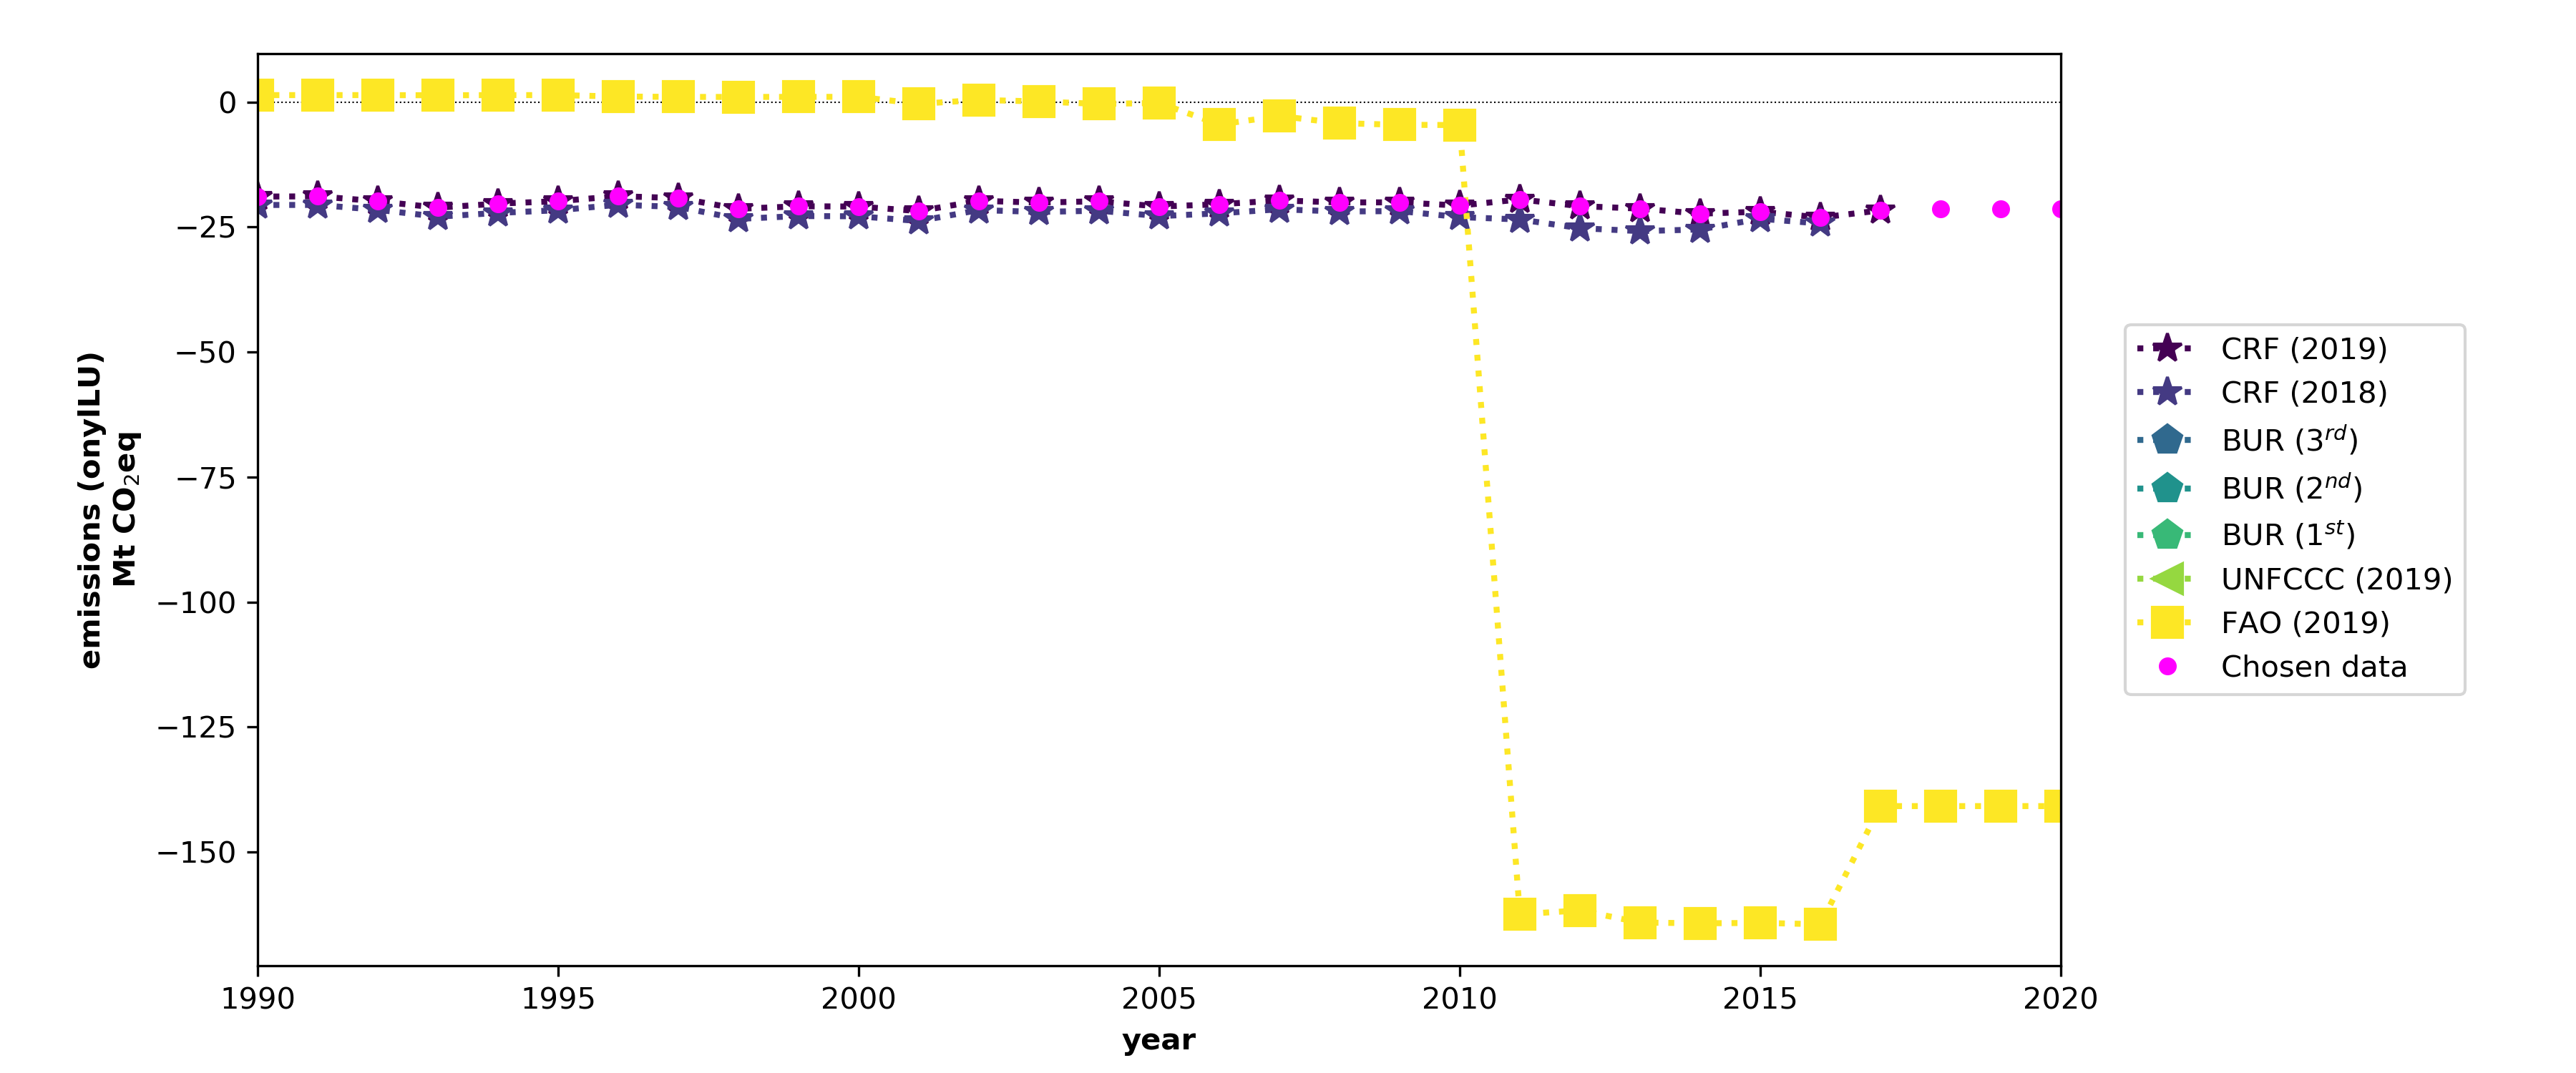 emissions (onylLU)
Mt CO₂eq
0
−25
−50
−75
−100
−125
−150
1990
1995
2000
2005
2010
2015
2020
year
CRF (2019)
CRF (2018)
BUR (3ʳᵈ)
BUR (2ⁿᵈ)
BUR (1ˢᵗ)
UNFCCC (2019)
FAO (2019)
Chosen data